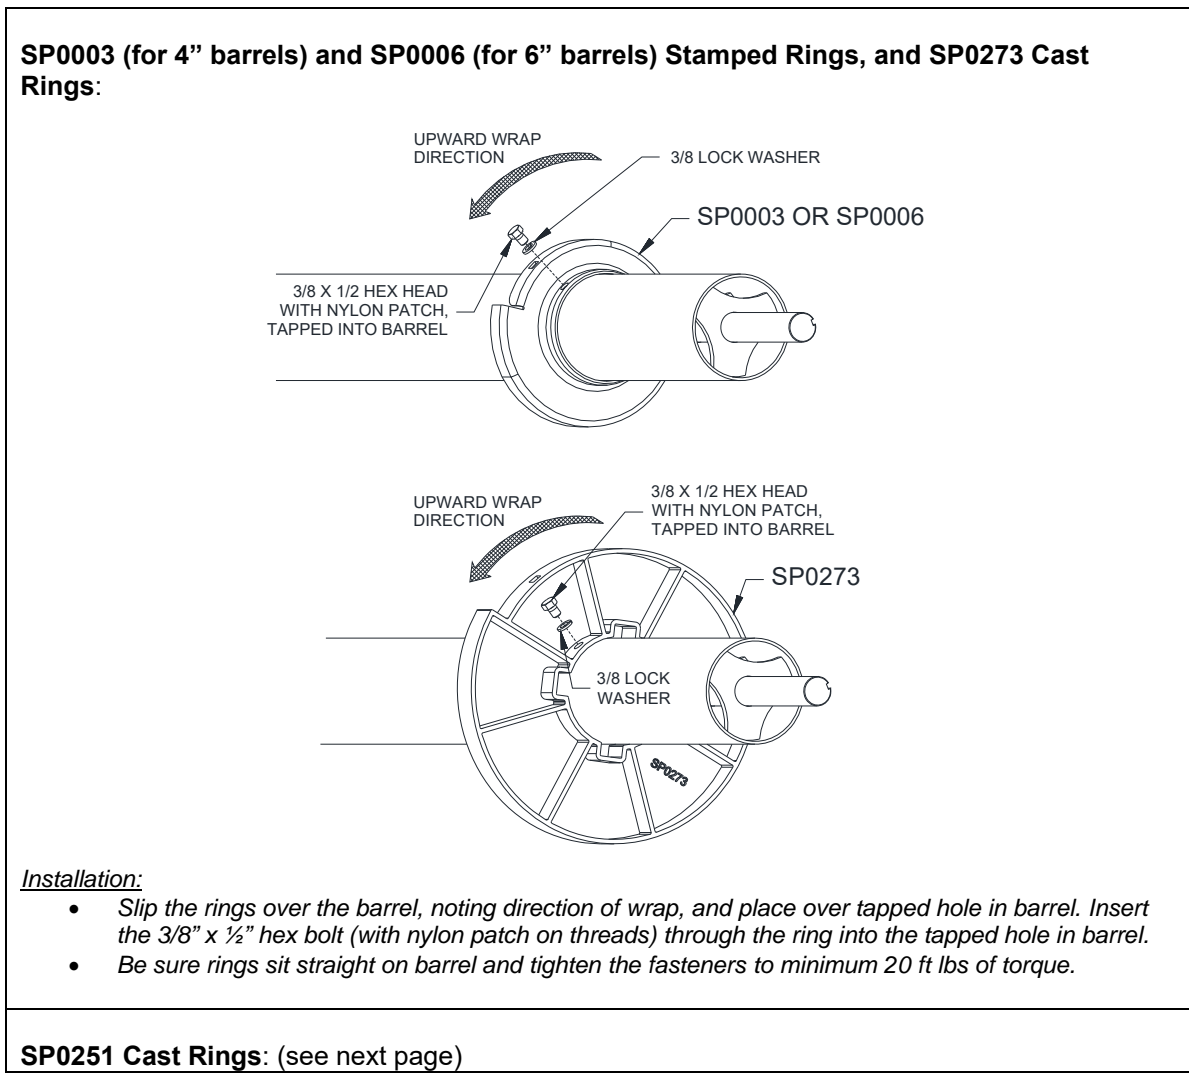 SP0003 (for 4” barrels) and SP0006 (for 6” barrels) Stamped Rings, and SP0273 Cast
Rings:
UPWARD WRAP
DIRECTION
3/8 LOCK WASHER
SP0003 OR SP0006
3/8 X 1/2 HEX HEAD
WITH NYLON PATCH,
TAPPED INTO BARREL
UPWARD WRAP
DIRECTION
3/8 X 1/2 HEX HEAD
WITH NYLON PATCH,
TAPPED INTO BARREL
SP0273
3/8 LOCK
WASHER
SP0273
Installation:
• Slip the rings over the barrel, noting direction of wrap, and place over tapped hole in barrel. Insert
the 3/8” x ½” hex bolt (with nylon patch on threads) through the ring into the tapped hole in barrel.
• Be sure rings sit straight on barrel and tighten the fasteners to minimum 20 ft lbs of torque.
SP0251 Cast Rings: (see next page)